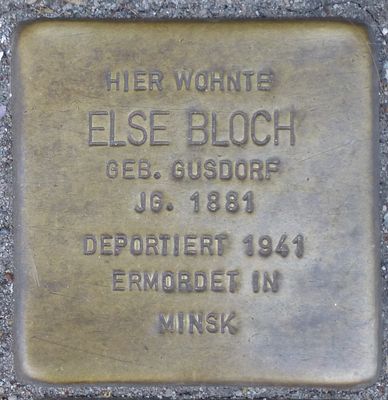 HIER WOHNTE
ELSE BLOCH
GEB. GUSDORF
JG. 1881
DEPORTIERT 1941
ERMORDET IN
MINSK